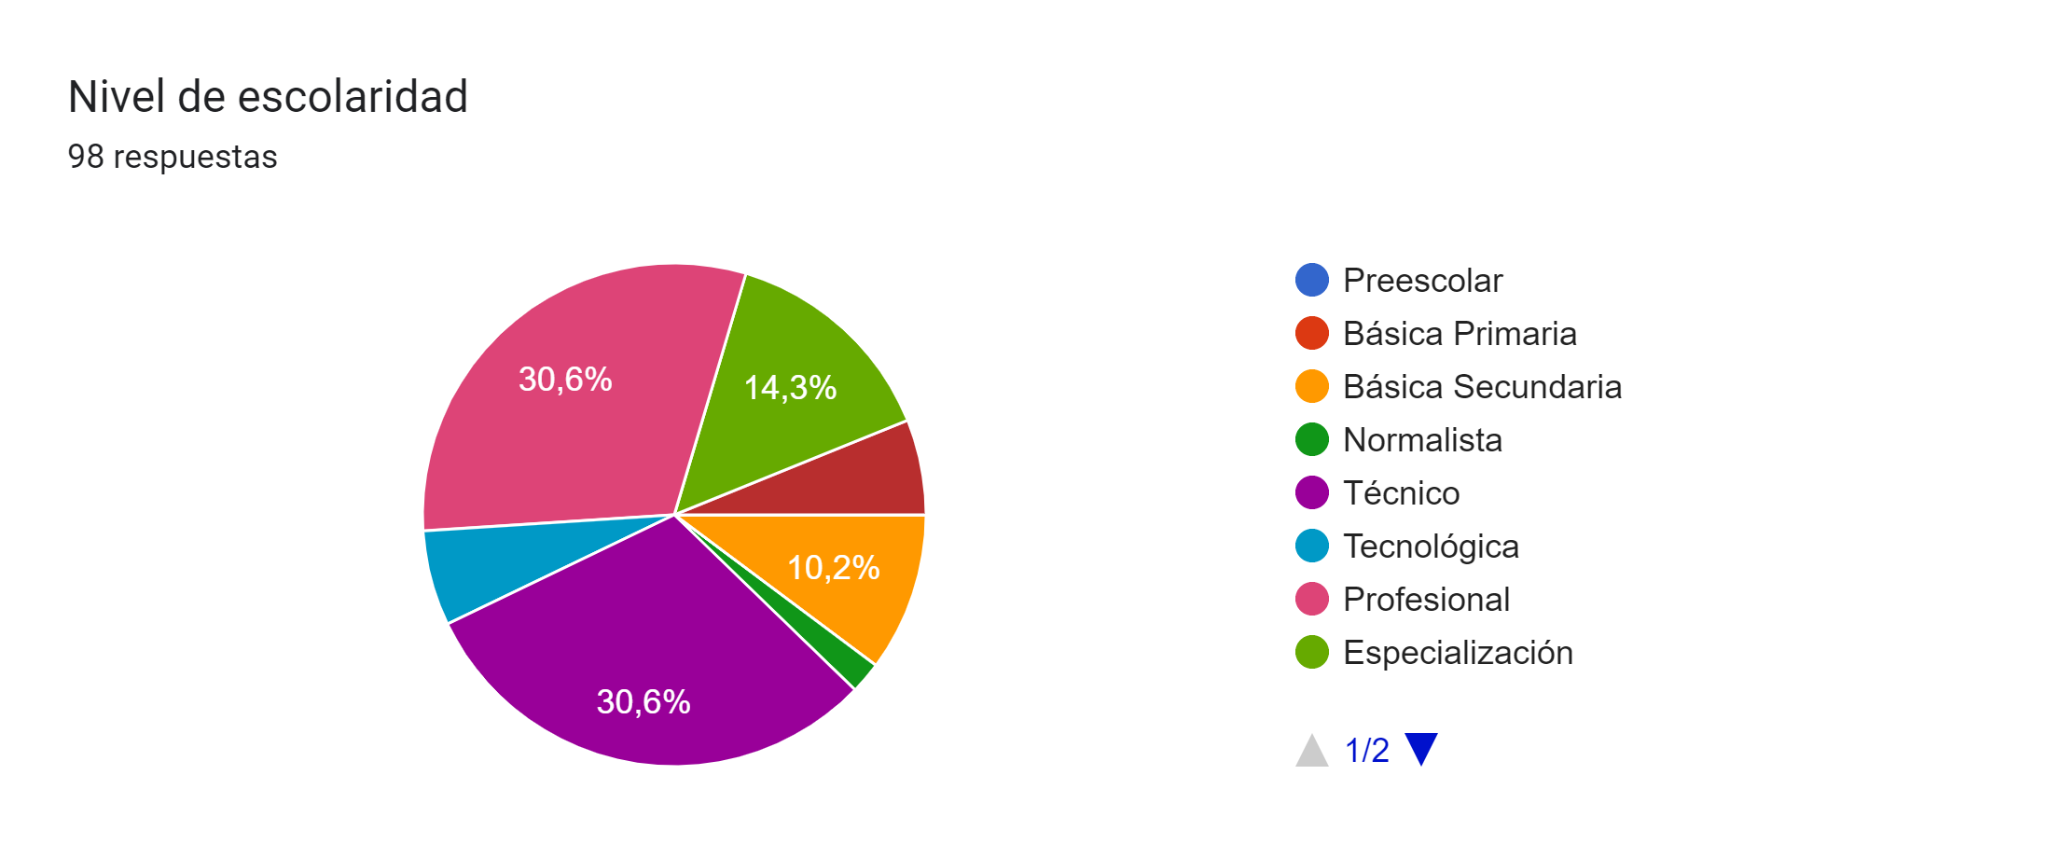 Nivel de escolaridad
98 respuestas
30,6%
14,3%
10,2%
30,6%
Preescolar
Básica Primaria
Básica Secundaria
Normalista
Técnico
Tecnológica
Profesional
Especialización
1/2